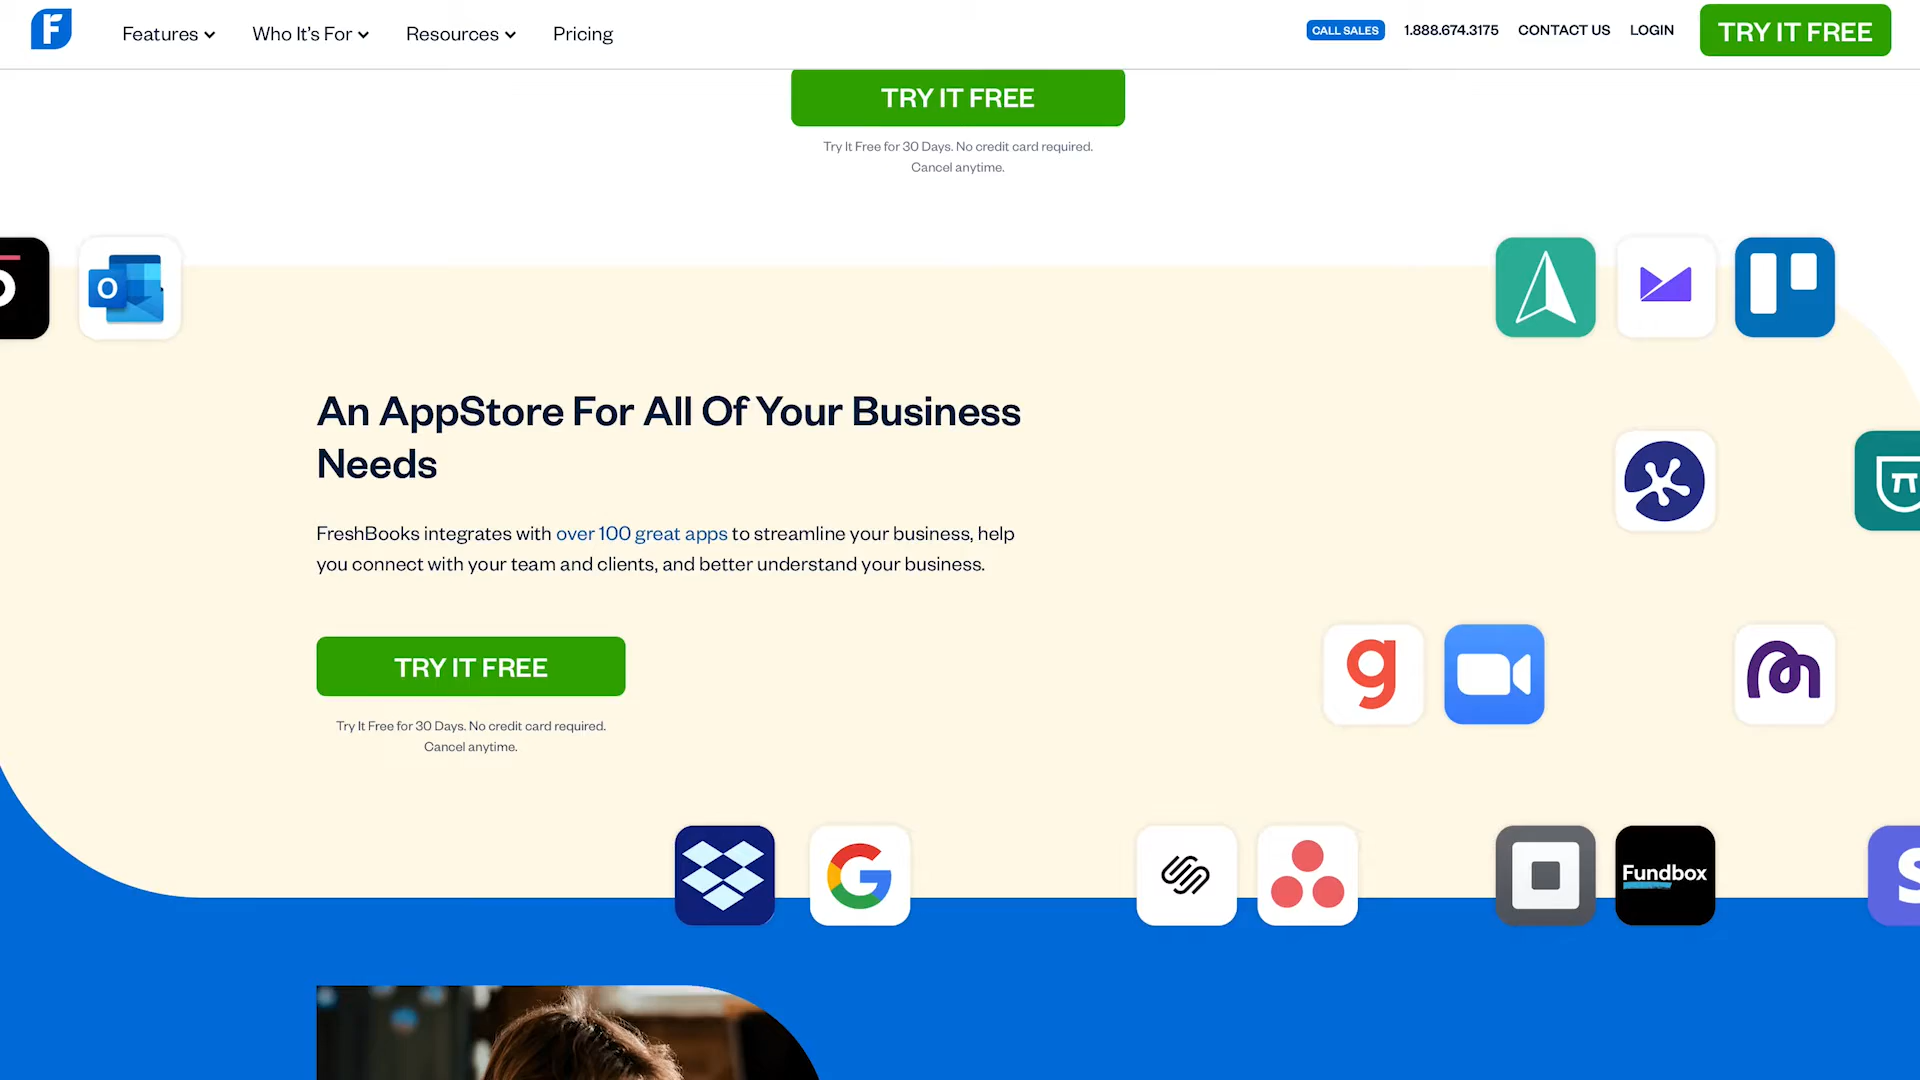 Features
Who It's For
Resources
Pricing
CALL SALES
1.888.674.3175
CONTACT US
LOGIN
TRY IT FREE
TRY IT FREE
Try It Free for 30 Days. No credit card required.
Cancel anytime.
An AppStore For All Of Your Business
Needs
FreshBooks integrates with over 100 great apps to streamline your business, help
you connect with your team and clients, and better understand your business.
TRY IT FREE
Try It Free for 30 Days. No credit card required.
Cancel anytime.
Fundbox